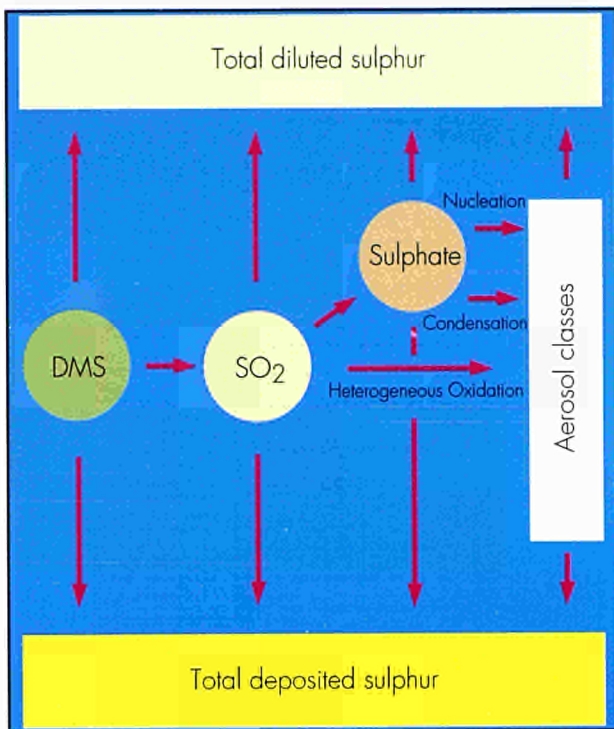 Total diluted sulphur
Nucleation
Sulphate
Condensation
DMS
SO₂
Heterogeneous Oxidation
Aerosol classes
Total deposited sulphur